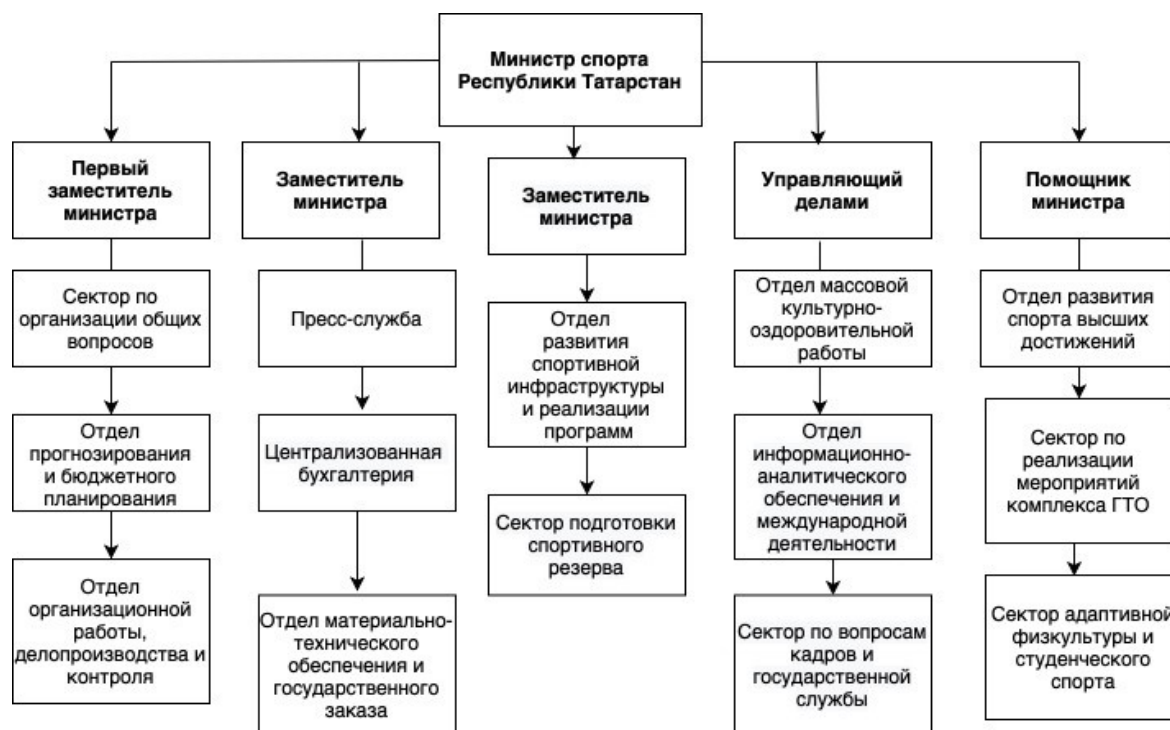 Министр спорта
Республики Татарстан
Первый
заместитель
министра
Заместитель
министра
Заместитель
министра
Управляющий
делами
Помощник
министра
Сектор по
организации общих
вопросов
Отдел
прогнозирования
и бюджетного
планирования
Отдел
организационной
работы,
делопроизводства и
контроля
Пресс-служба
Централизованная
бухгалтерия
Отдел материально-
технического
обеспечения и
государственного
заказа
Отдел
развития
спортивной
инфраструктуры
и реализации
программ
Сектор подготовки
спортивного
резерва
Отдел массовой
культурно-
оздоровительной
работы
Отдел
информационно-
аналитического
обеспечения и
международной
деятельности
Сектор по вопросам
кадров и
государственной
службы
Отдел развития
спорта высших
достижений
Сектор по
реализации
мероприятий
комплекса ГТО
Сектор адаптивной
физкультуры и
студенческого
спорта